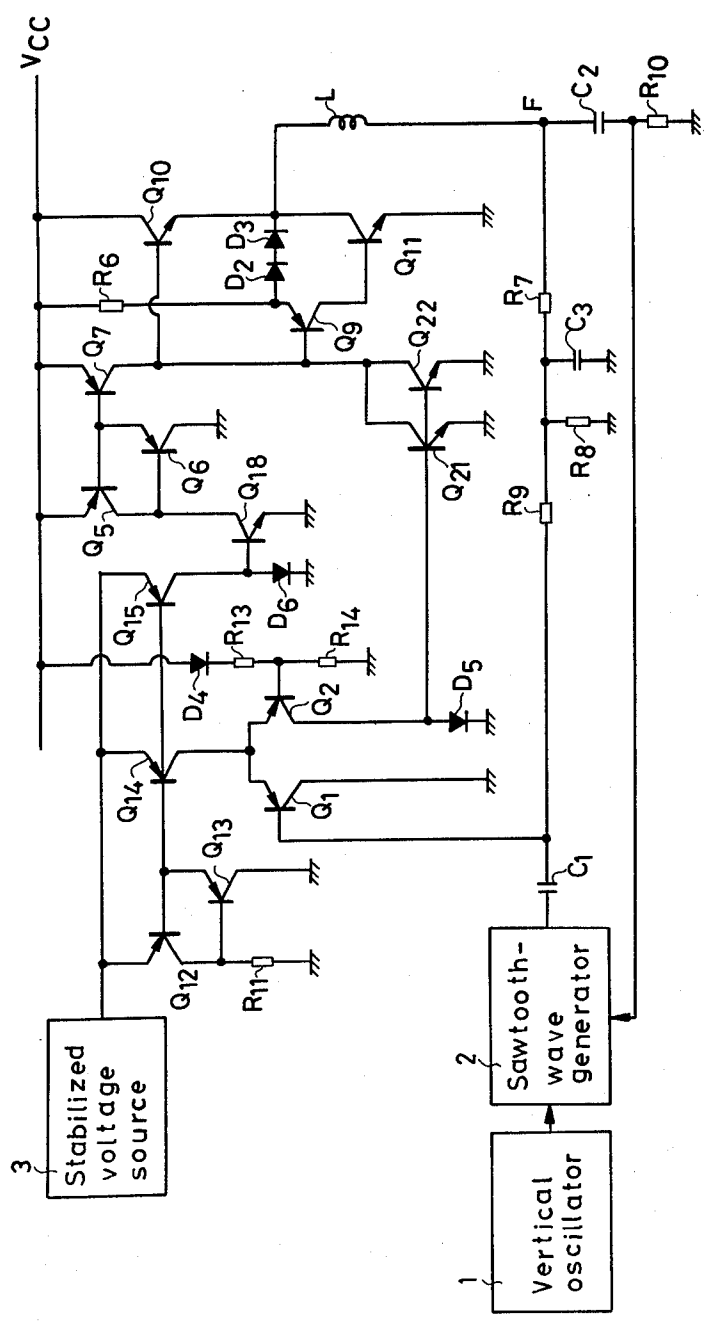 VCC
Q10
L
F
C2
R10
R6
D2
D3
Q11
Q7
Q9
Q22
R7
C3
Q5
Q6
Q18
Q21
R8
R9
Q15
D6
D4
R13
R14
Q2
D5
Q14
Q1
Q13
Q12
R11
C1
3
Stabilized
voltage
source
2
Sawtooth-
wave
generator
1
Vertical
oscillator